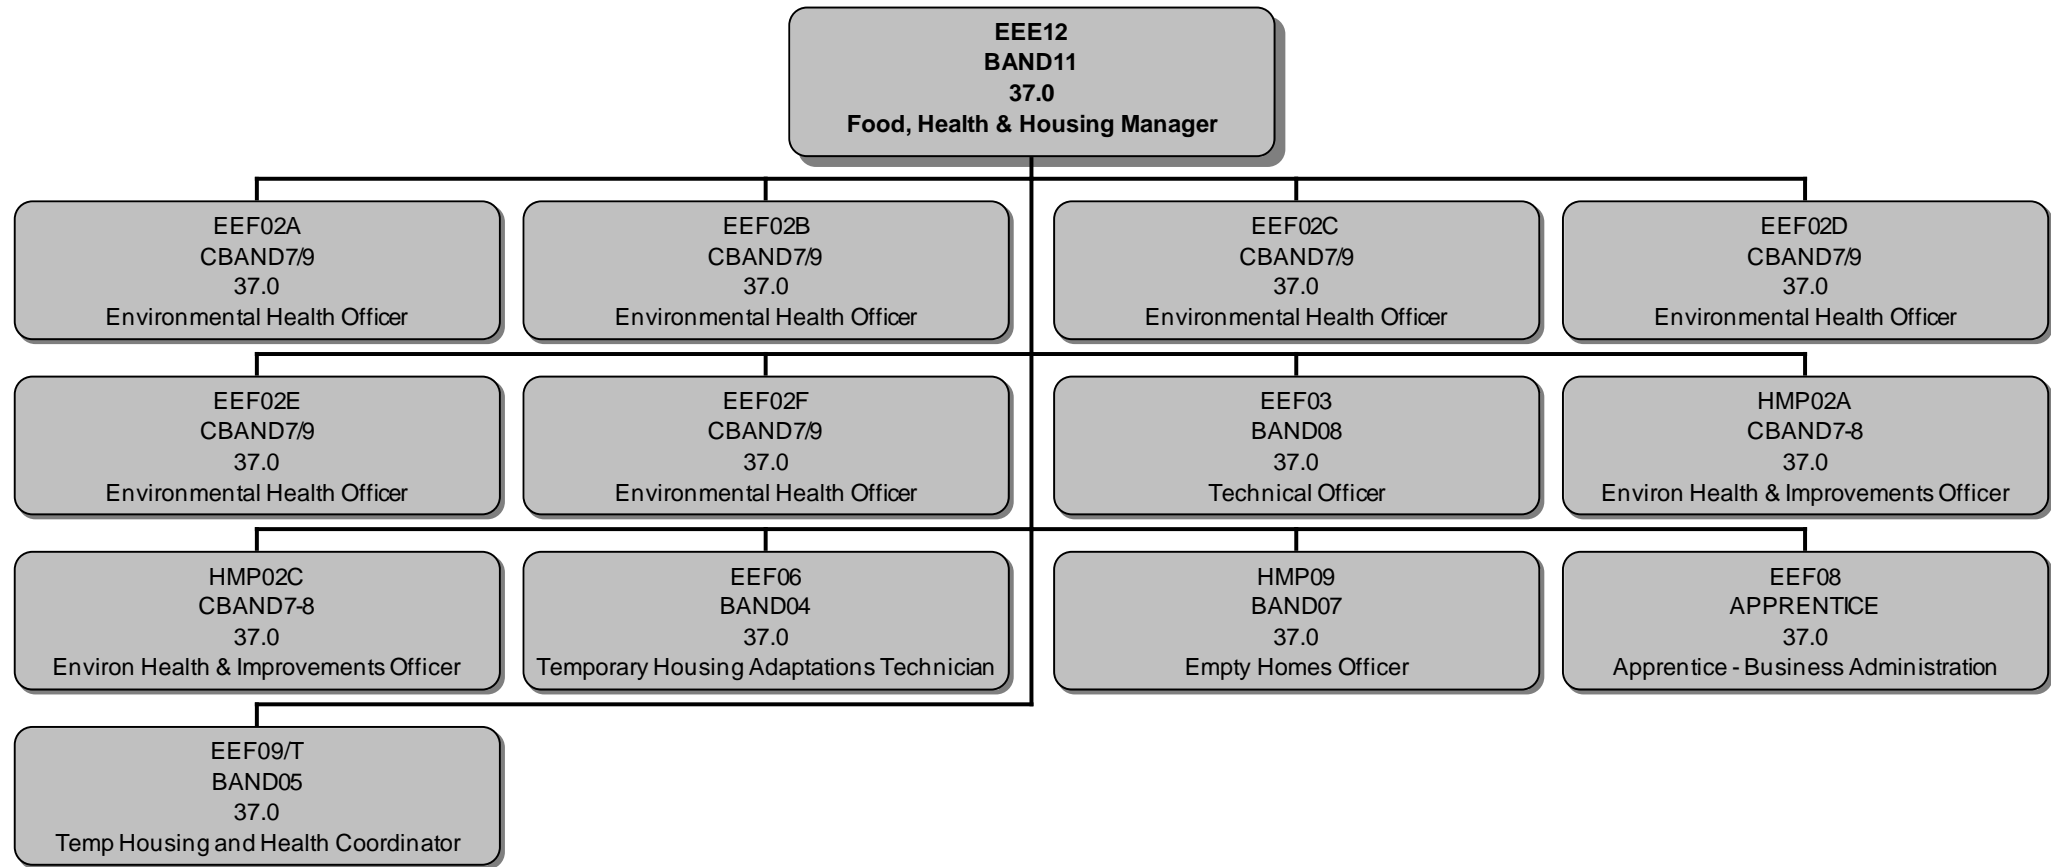 EEE12
BAND11
37.0
Food, Health & Housing Manager
EEF02A
CBAND7/9
37.0
Environmental Health Officer
EEF02B
CBAND7/9
37.0
Environmental Health Officer
EEF02C
CBAND7/9
37.0
Environmental Health Officer
EEF02D
CBAND7/9
37.0
Environmental Health Officer
EEF02E
CBAND7/9
37.0
Environmental Health Officer
EEF02F
CBAND7/9
37.0
Environmental Health Officer
EEF03
BAND08
37.0
Technical Officer
HMP02A
CBAND7-8
37.0
Environ Health & Improvements Officer
HMP02C
CBAND7-8
37.0
Environ Health & Improvements Officer
EEF06
BAND04
37.0
Temporary Housing Adaptations Technician
HMP09
BAND07
37.0
Empty Homes Officer
EEF08
APPRENTICE
37.0
Apprentice - Business Administration
EEF09/T
BAND05
37.0
Temp Housing and Health Coordinator